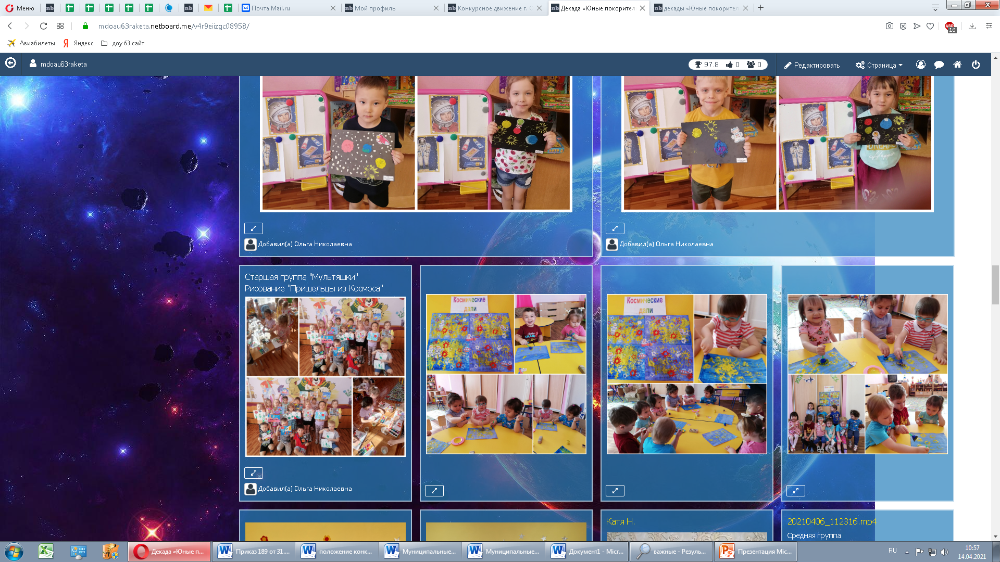 Меню
Почта Mail.ru
Мой профиль
Конкурсное движение г.
Декада «Юные покорител
декады «Юные покорител
mdoau63raketa.netboard.me/v4r9eiizgc08958/
ABP
16
Авиабилеты
Яндекс
доу 63 сайт
mdoau63raketa
97.8
0
0
Редактировать
Страница
Добавил(а) Ольга Николаевна
Добавил(а) Ольга Николаевна
Старшая группа "Мультяшки"
Рисование "Пришельцы из Космоса"
Космические
дали
Космические
дали
Добавил(а) Ольга Николаевна
Катя Н.
20210406_112316.mp4
Средняя группа
Декада «Юные п...
Приказ 189 от 31....
положение конк...
Муниципальные...
Муниципальные...
Документ1 - Micr...
важные - Резуль...
Презентация Mic...
RU
10:57
14.04.2021